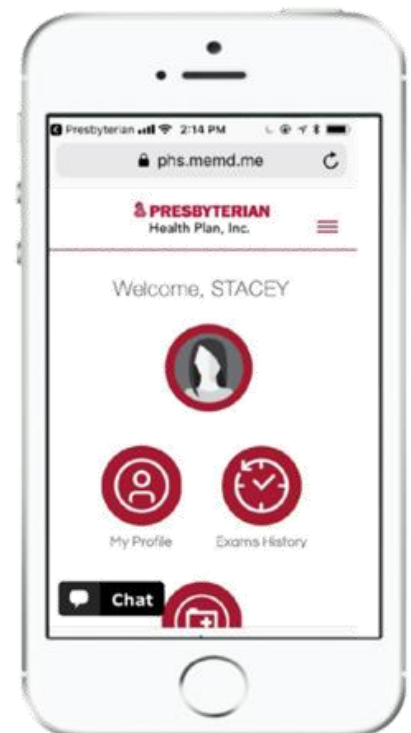 Presbyterian 2:14 PM
phs.memd.me
PRESBYTERIAN
Health Plan, Inc.
Welcome, STACEY
My Profile
Exams History
Chat